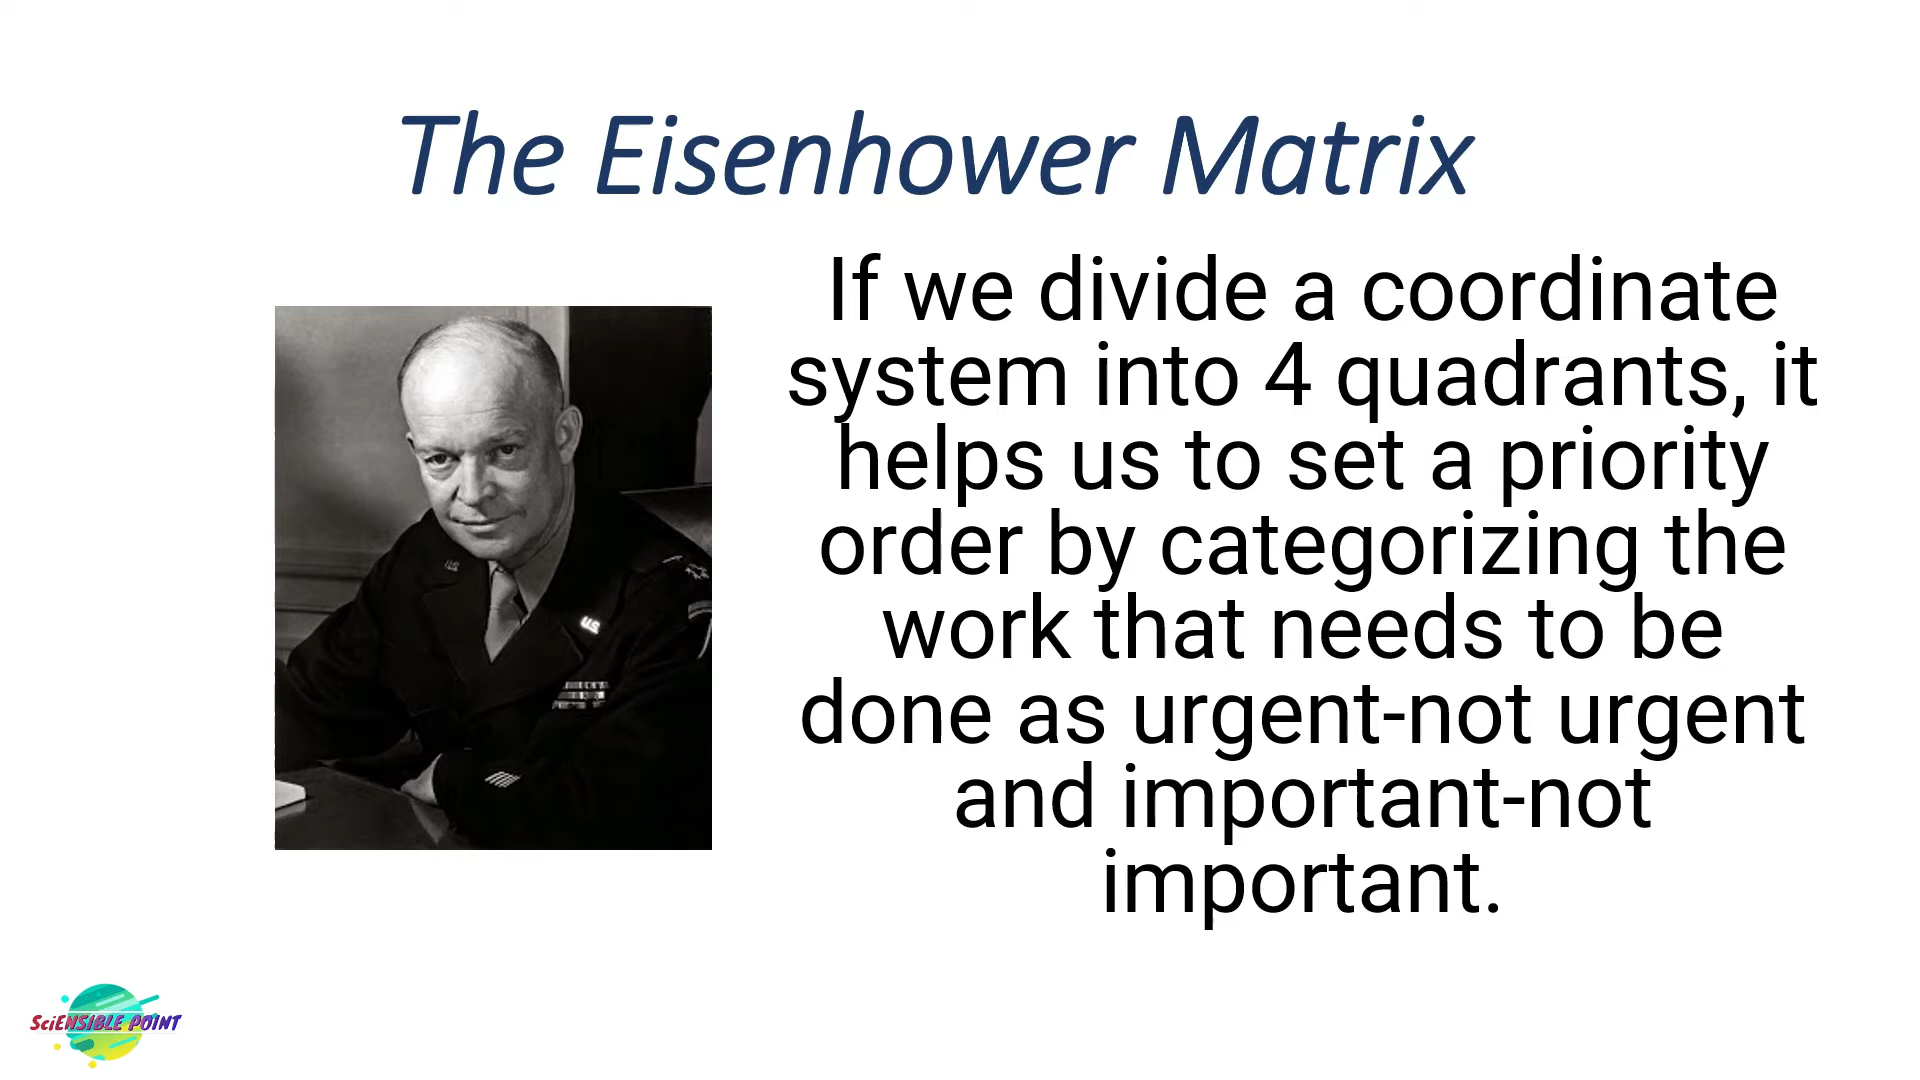 The Eisenhower Matrix
If we divide a coordinate
system into 4 quadrants, it
helps us to set a priority
order by categorizing the
work that needs to be
done as urgent-not urgent
and important-not
important.
U.S.
U.S.
SciENSIBLE POINT